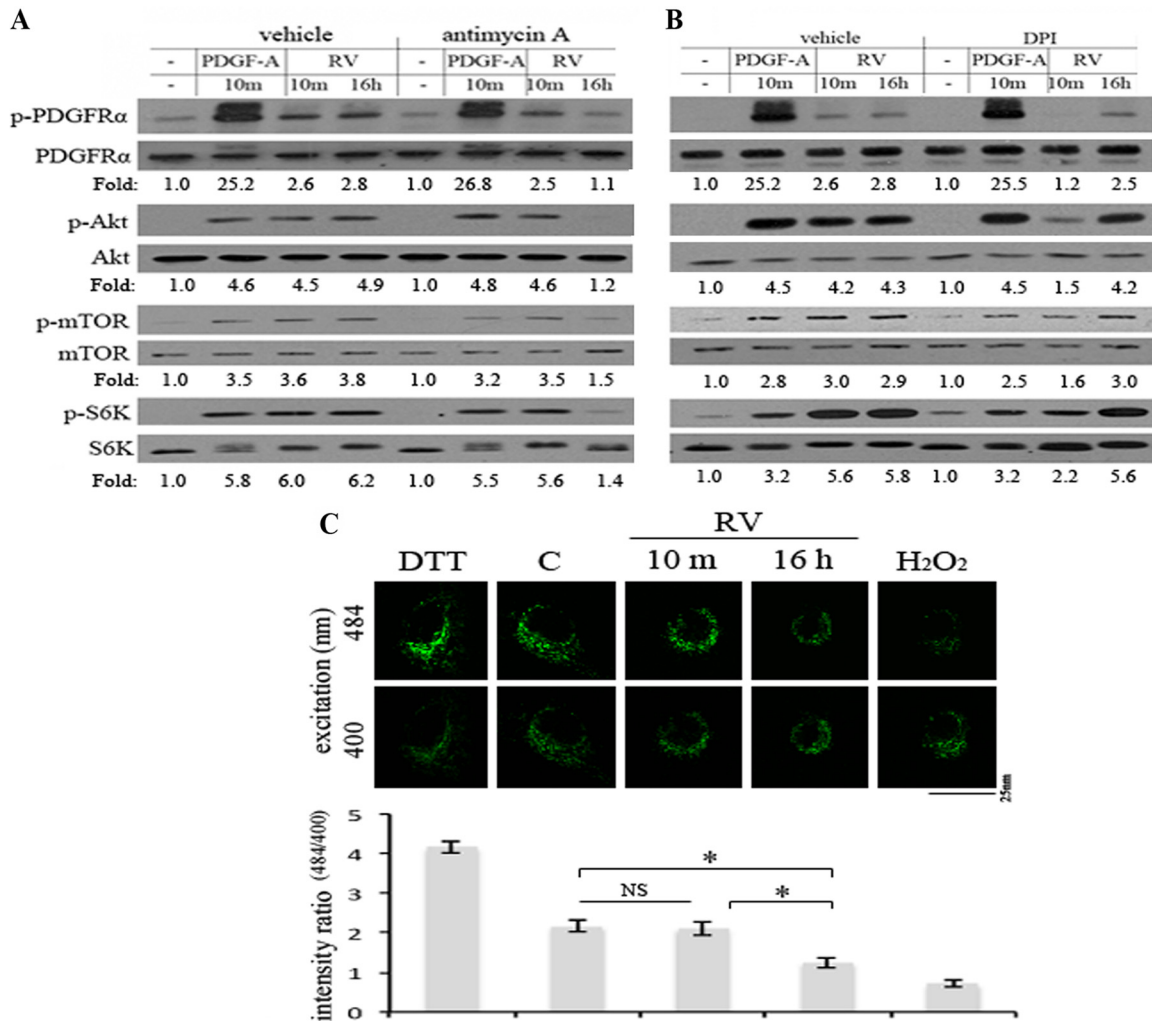 A
vehicle antimycin A
- PDGF-A RV - PDGF-A RV
- 10m 10m 16h - 10m 10m 16h
p-PDGFRα
PDGFRα
Fold: 1.0 25.2 2.6 2.8 1.0 26.8 2.5 1.1
p-Akt
Akt
Fold: 1.0 4.6 4.5 4.9 1.0 4.8 4.6 1.2
p-mTOR
mTOR
Fold: 1.0 3.5 3.6 3.8 1.0 3.2 3.5 1.5
p-S6K
S6K
Fold: 1.0 5.8 6.0 6.2 1.0 5.5 5.6 1.4
B
vehicle DPI
- PDGF-A RV - PDGF-A RV
- 10m 10m 16h - 10m 10m 16h
1.0 25.2 2.6 2.8 1.0 25.5 1.2 2.5
1.0 4.5 4.2 4.3 1.0 4.5 1.5 4.2
1.0 2.8 3.0 2.9 1.0 2.5 1.6 3.0
1.0 3.2 5.6 5.8 1.0 3.2 2.2 5.6
C
RV
DTT C 10 m 16 h H₂O₂
excitation (nm)
484
400
25nm
intensity ratio (484/400)
5
4
3
2
1
0
*
NS *